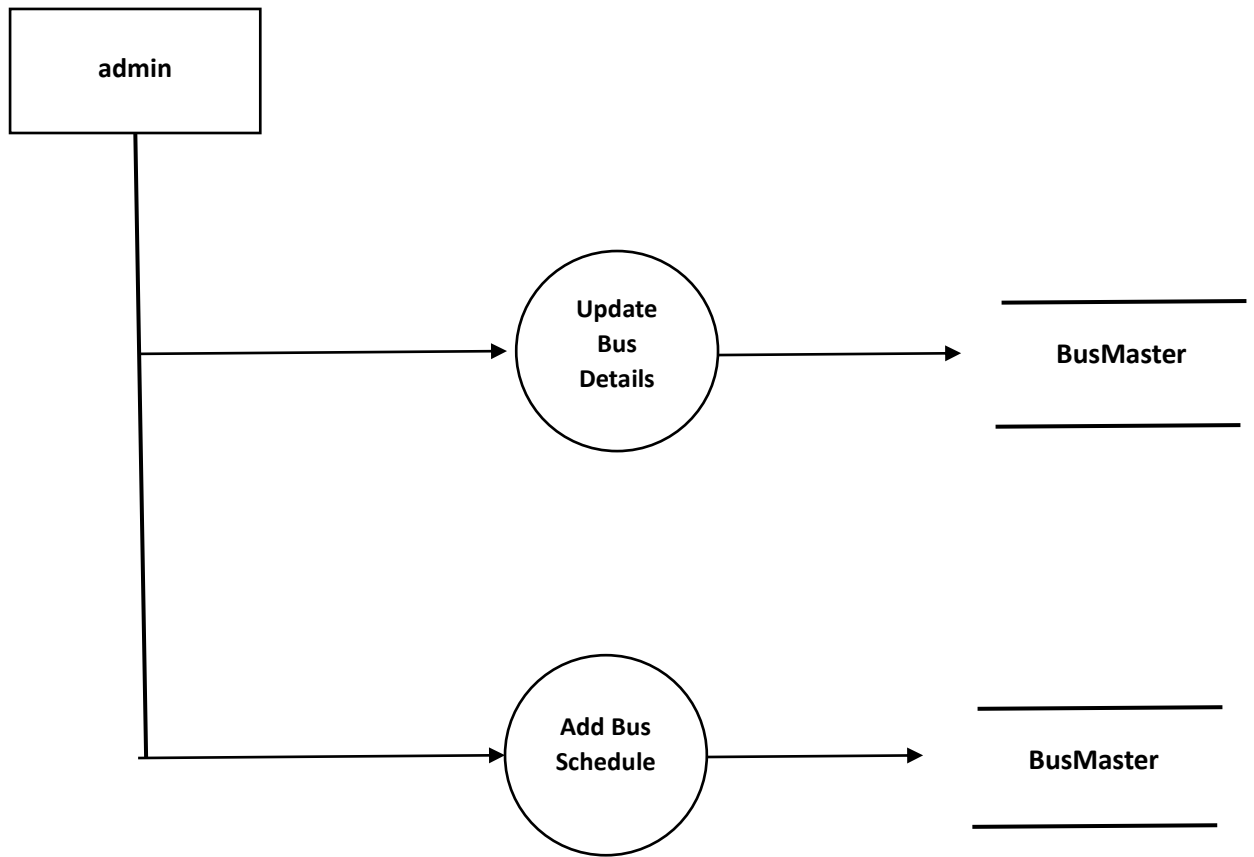 admin
Update
Bus
Details
BusMaster
Add Bus
Schedule
BusMaster